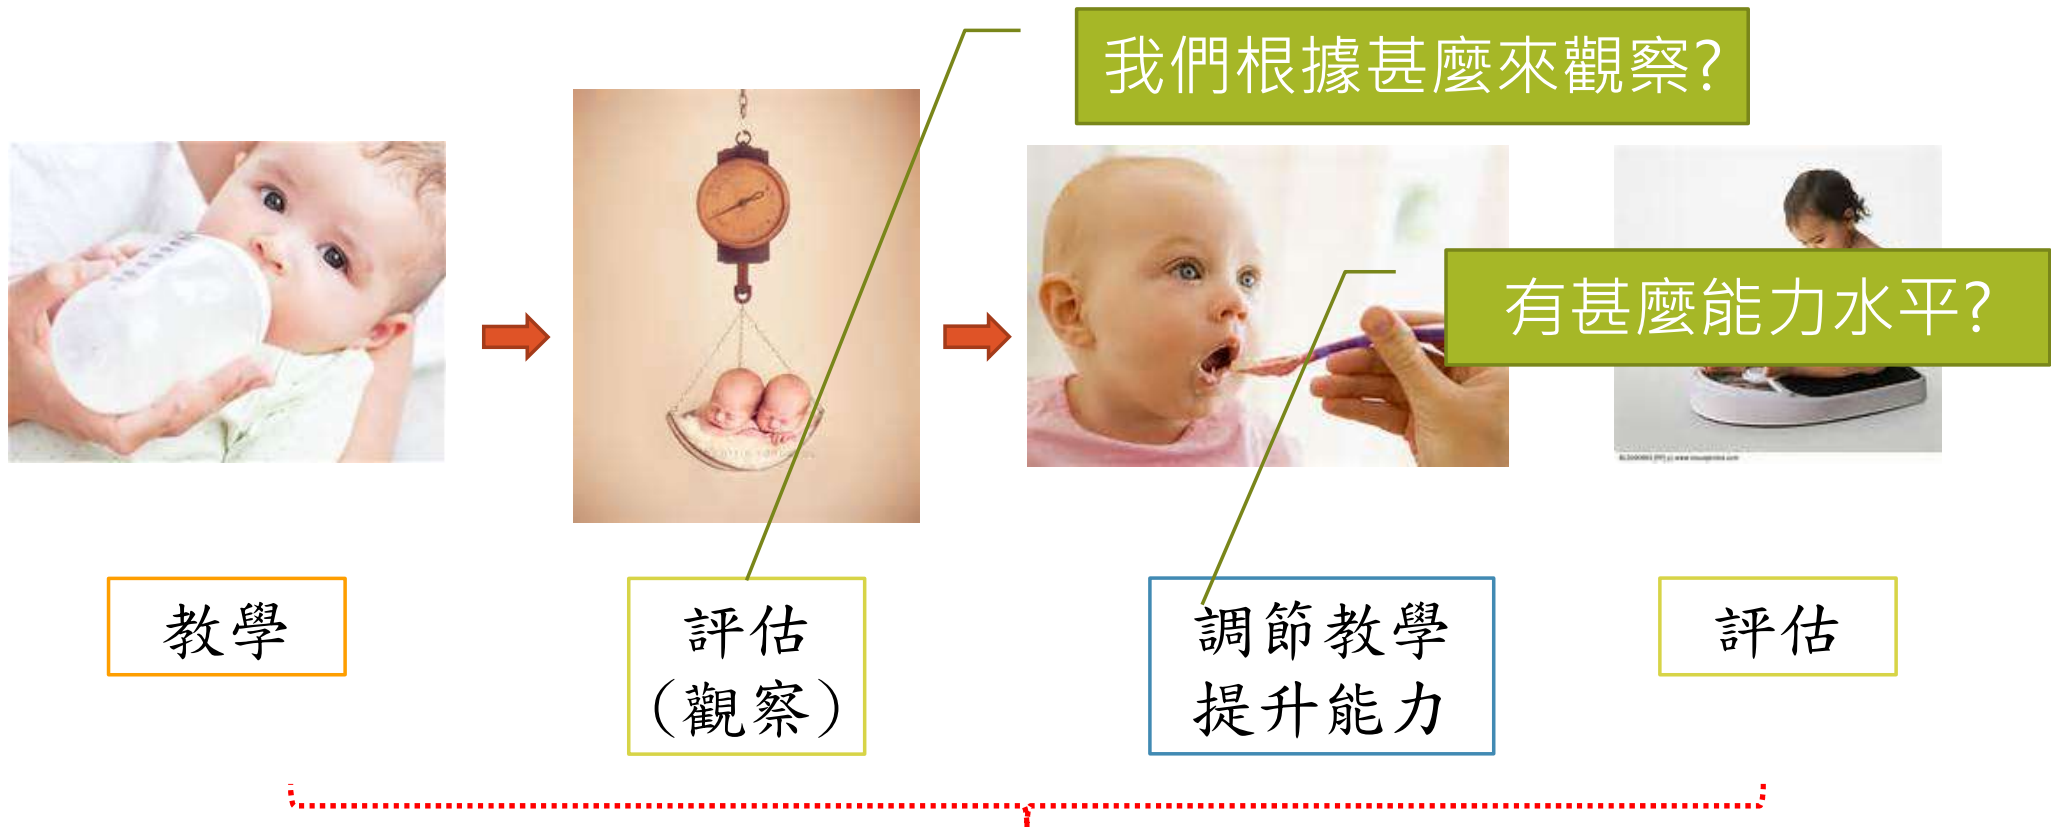 我們根據甚麼來觀察?
有甚麼能力水平?
教學
評估
(觀察)
調節教學
提升能力
評估